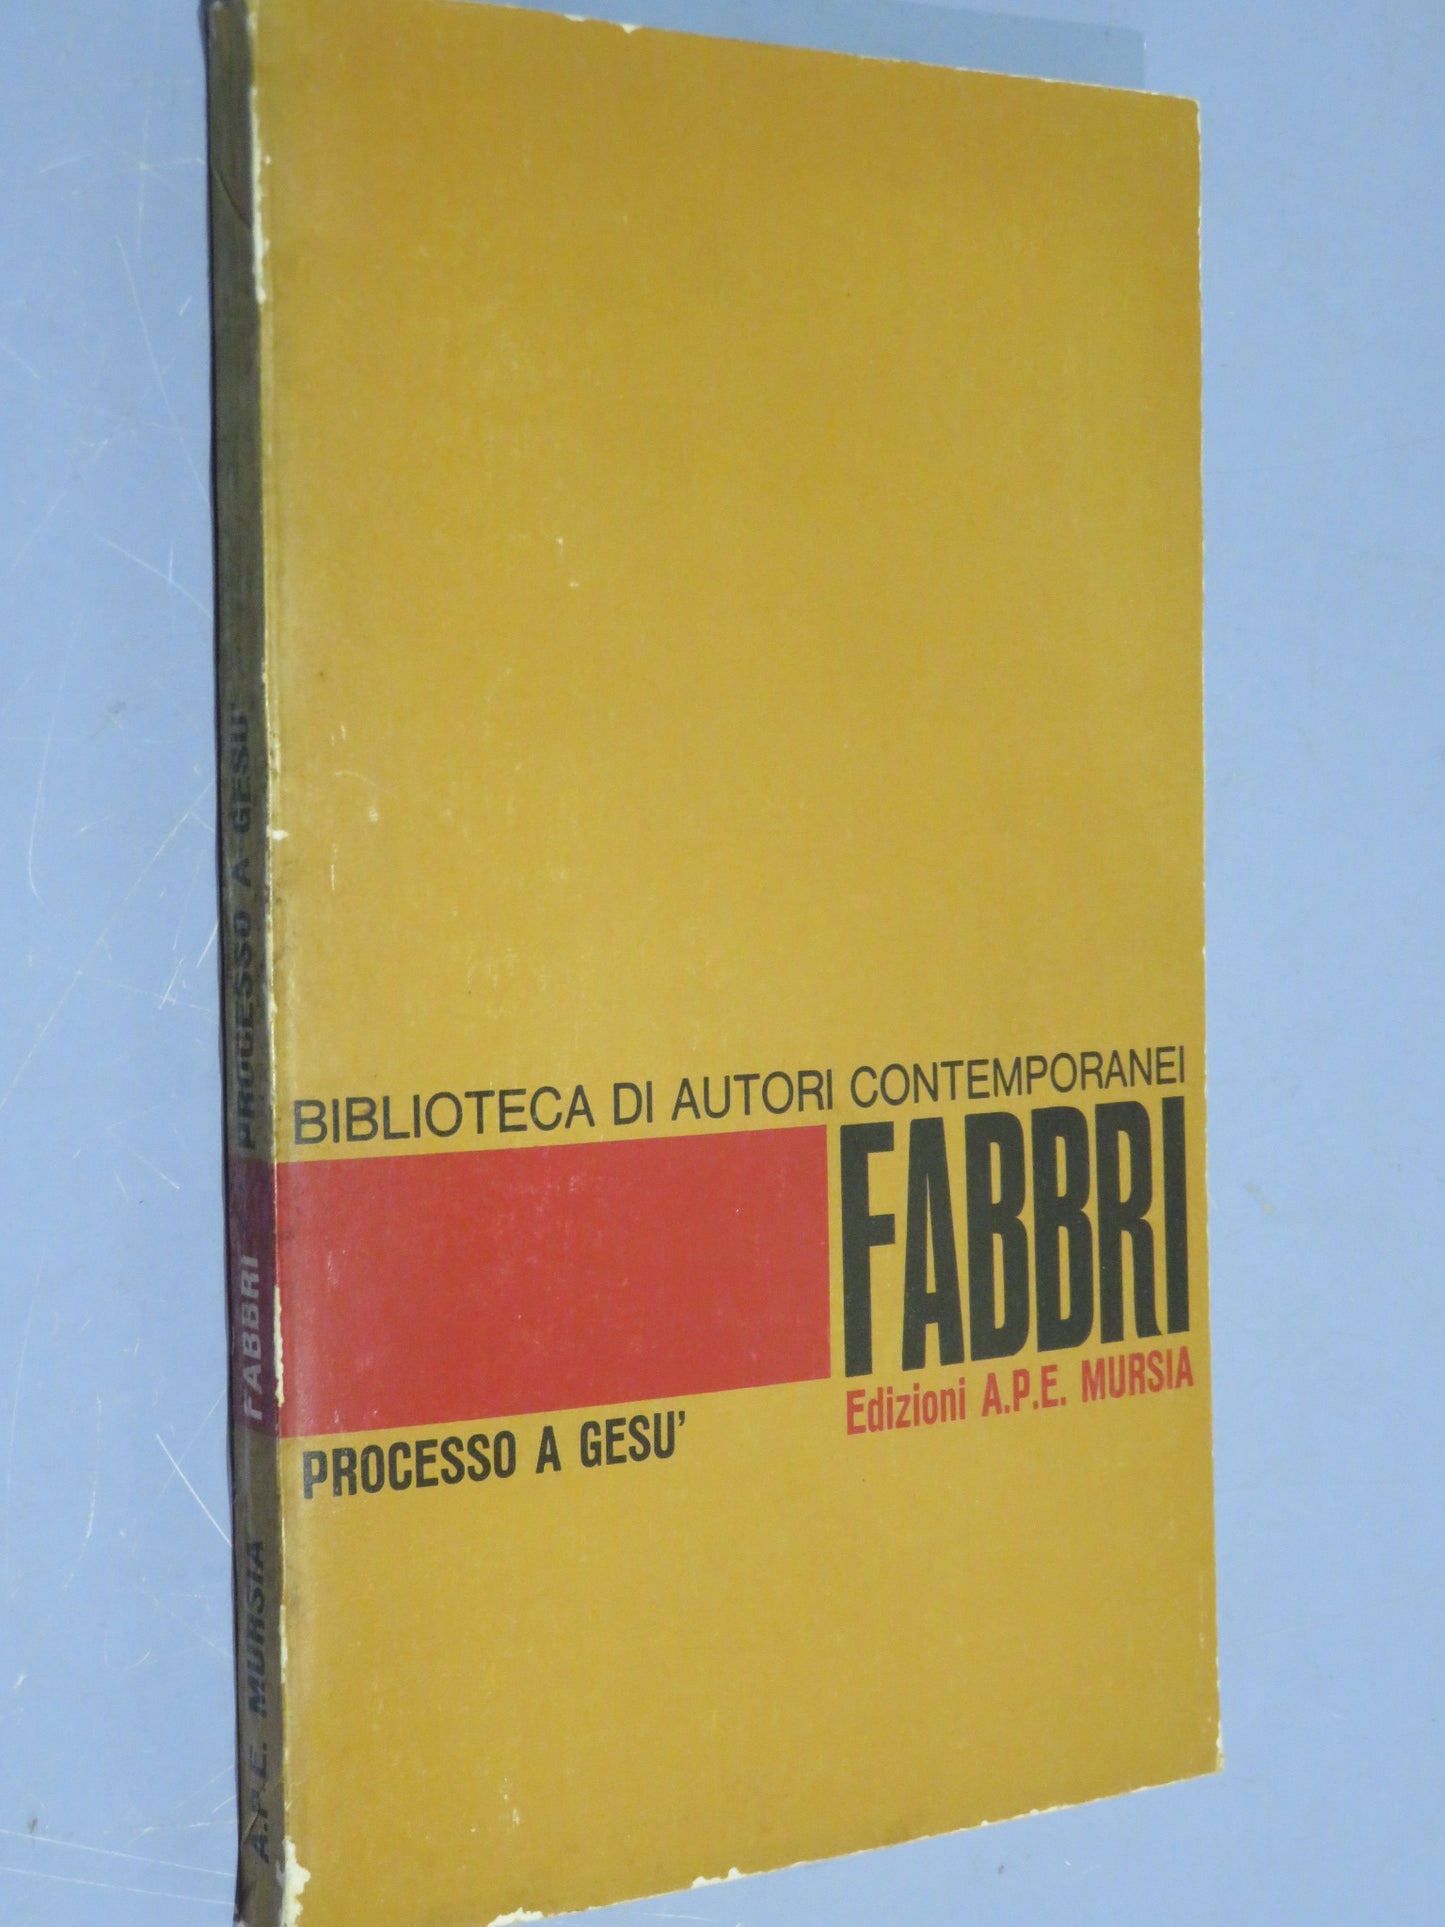 BIBLIOTECA DI AUTORI CONTEMPORANEI
FABBRI
Edizioni A.P.E. MURSIA
PROCESSO A GESU'
A.P.E. MURSIA FABBRI PROCESSO A GESU'